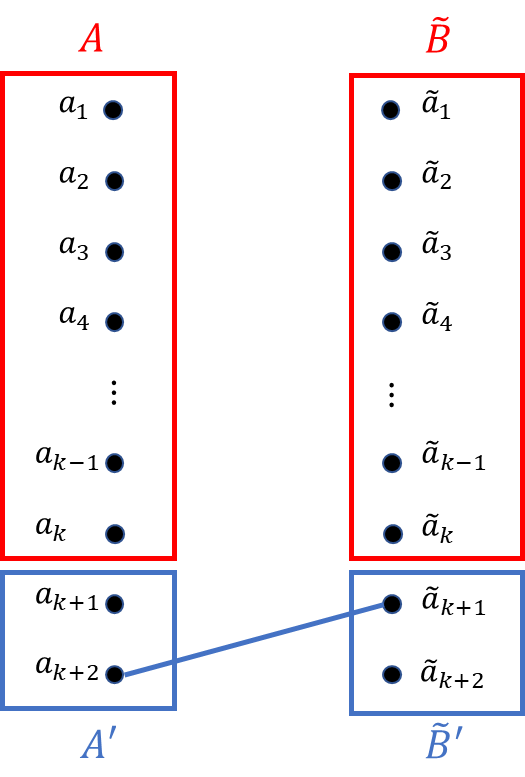 A B̃
a₁ ã₁
a₂ ã₂
a₃ ã₃
a₄ ã₄
⋮ ⋮
aₖ₋₁ ãₖ₋₁
aₖ ãₖ
aₖ₊₁ ãₖ₊₁
aₖ₊₂ ãₖ₊₂
A′ B̃′